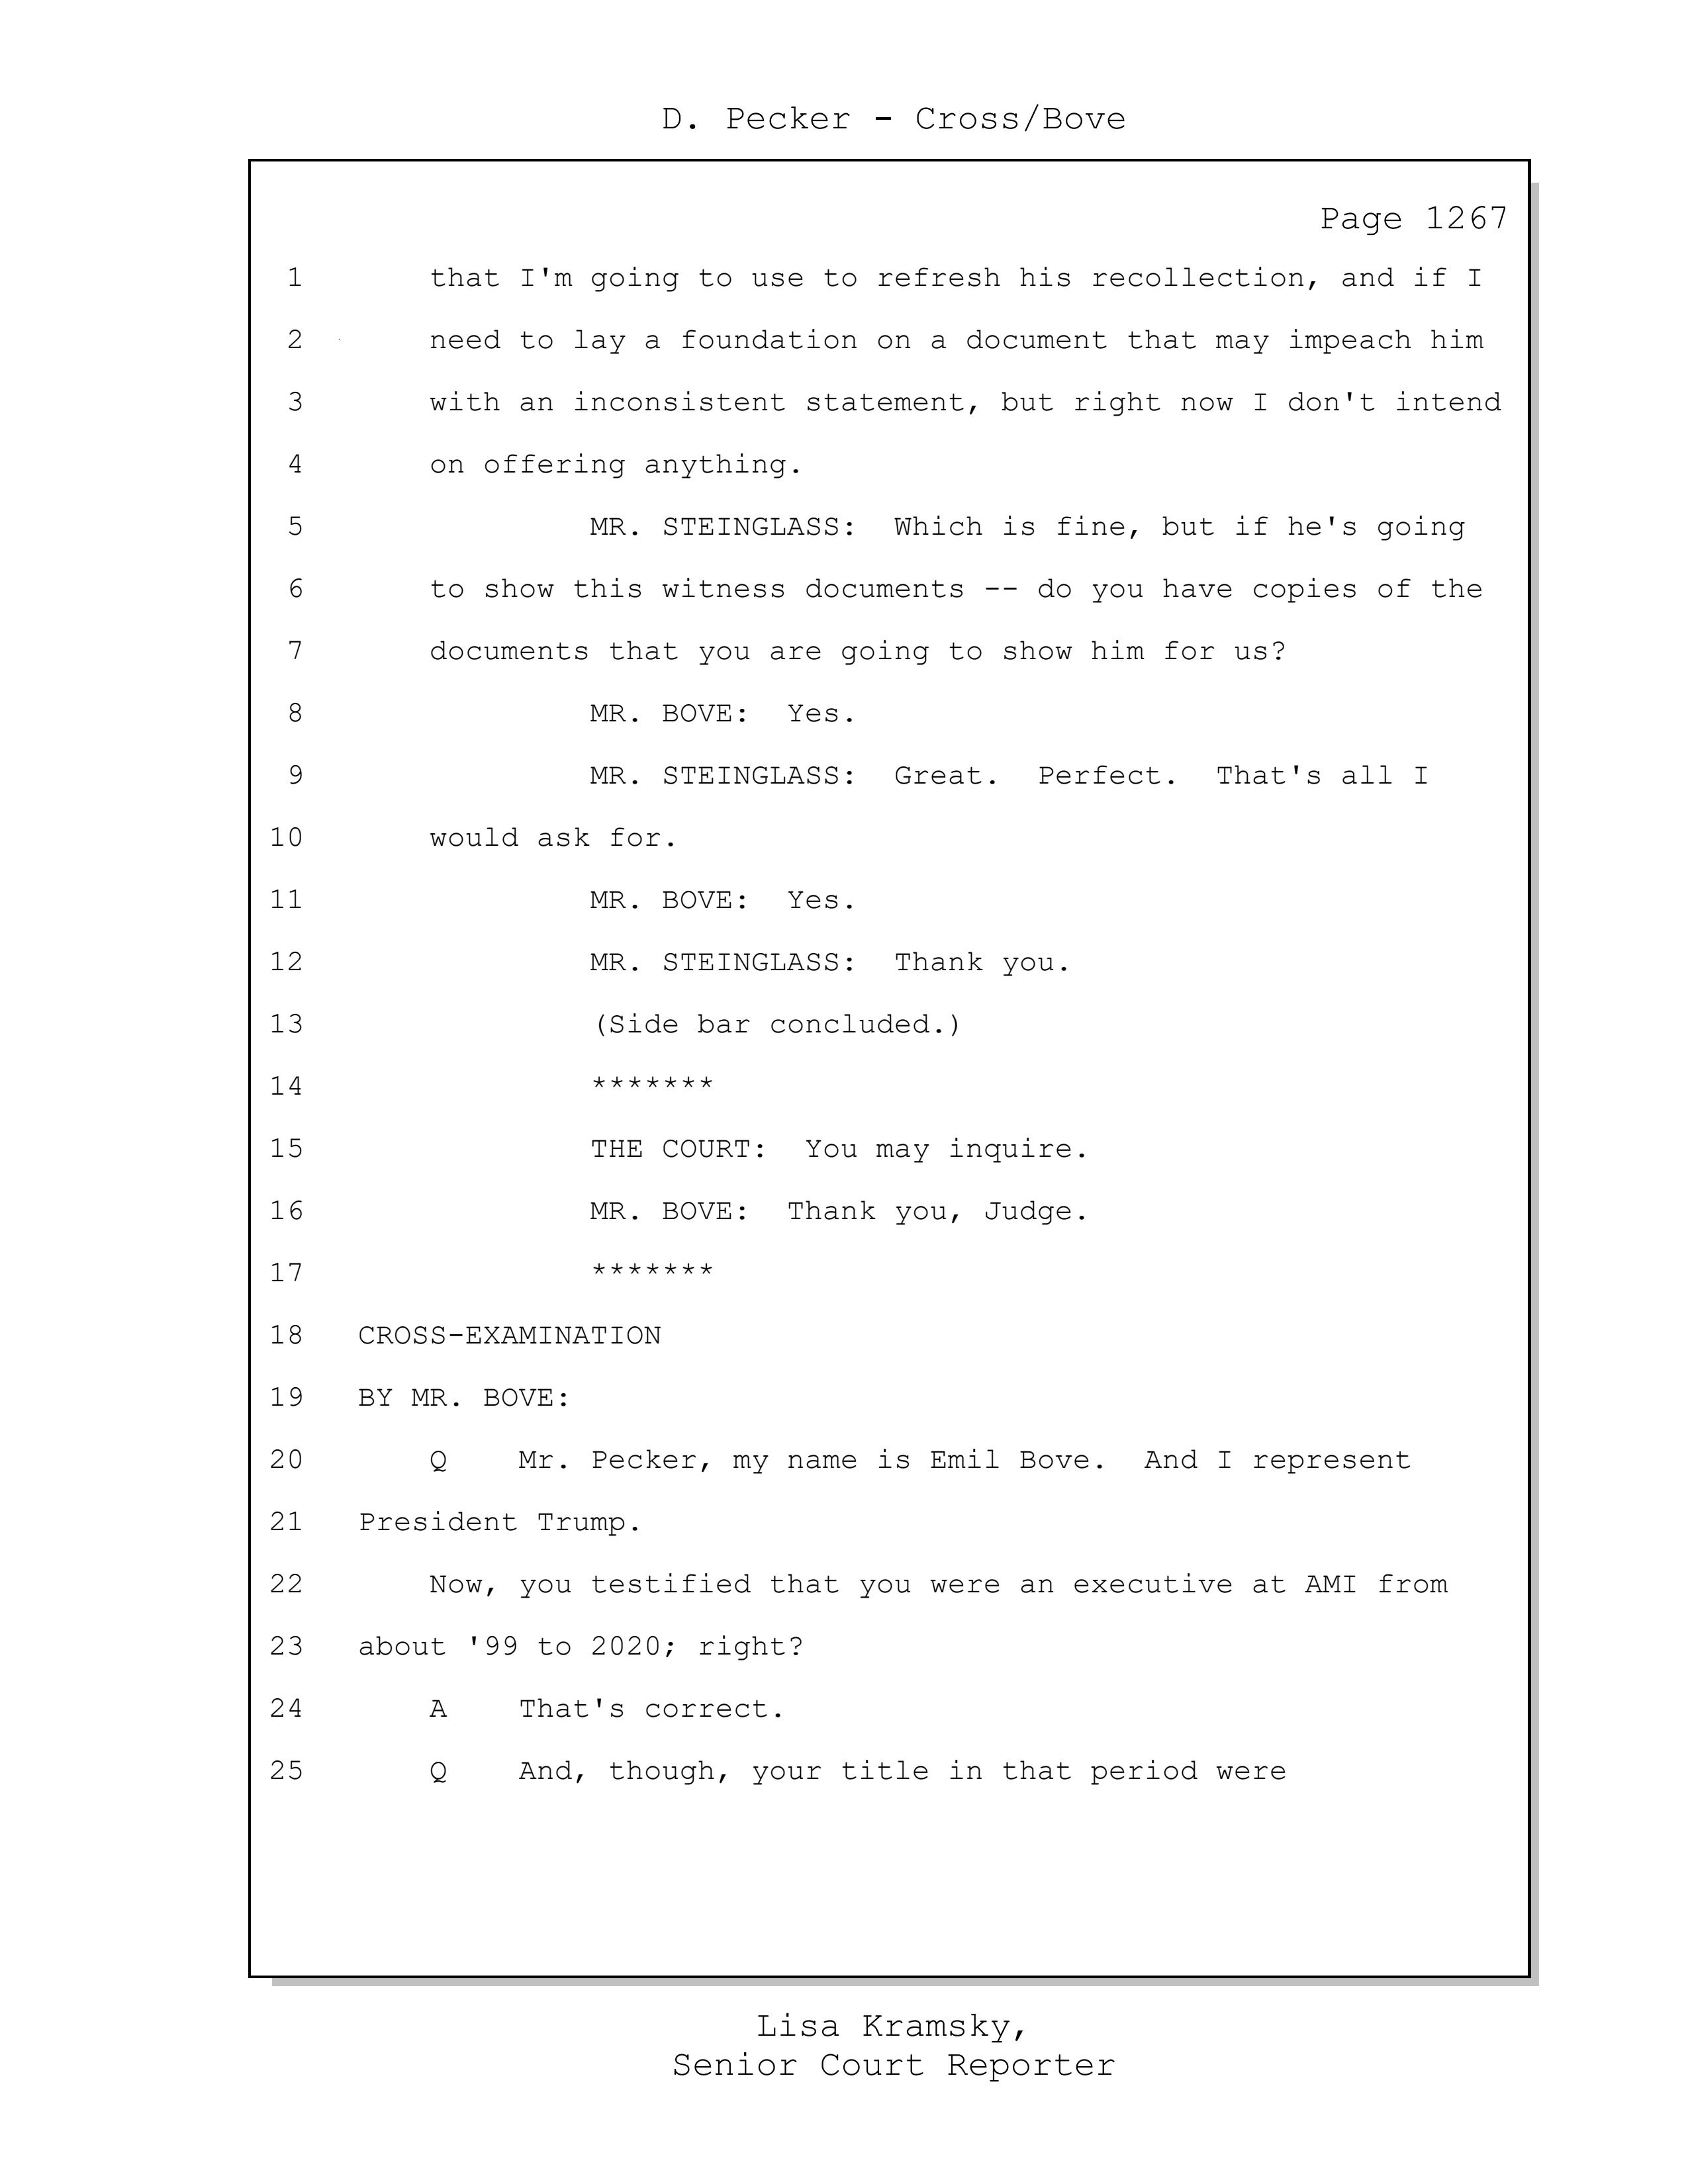 D. Pecker - Cross/Bove
Page 1267
1 that I'm going to use to refresh his recollection, and if I
2 need to lay a foundation on a document that may impeach him
3 with an inconsistent statement, but right now I don't intend
4 on offering anything.
5 MR. STEINGLASS: Which is fine, but if he's going
6 to show this witness documents -- do you have copies of the
7 documents that you are going to show him for us?
8 MR. BOVE: Yes.
9 MR. STEINGLASS: Great. Perfect. That's all I
10 would ask for.
11 MR. BOVE: Yes.
12 MR. STEINGLASS: Thank you.
13 (Side bar concluded.)
14 *******
15 THE COURT: You may inquire.
16 MR. BOVE: Thank you, Judge.
17 *******
18 CROSS-EXAMINATION
19 BY MR. BOVE:
20 Q Mr. Pecker, my name is Emil Bove. And I represent
21 President Trump.
22 Now, you testified that you were an executive at AMI from
23 about '99 to 2020; right?
24 A That's correct.
25 Q And, though, your title in that period were
Lisa Kramsky,
Senior Court Reporter